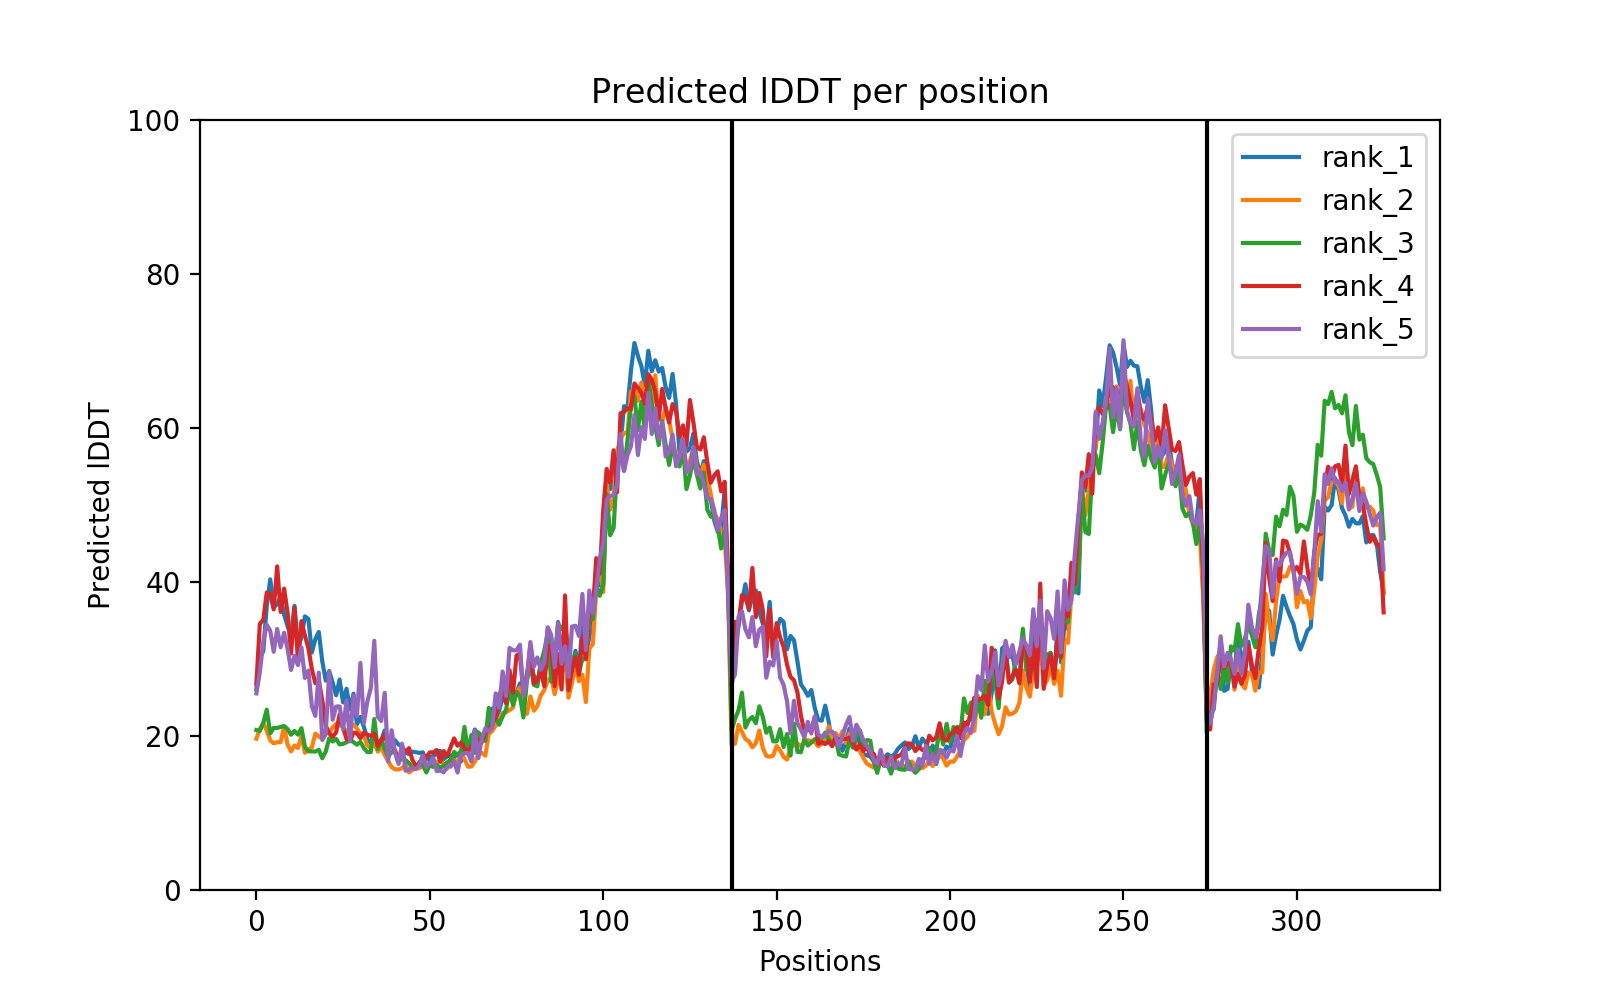 Predicted lDDT per position
100
80
60
40
20
0
Predicted lDDT
rank_1
rank_2
rank_3
rank_4
rank_5
0 50 100 150 200 250 300
Positions